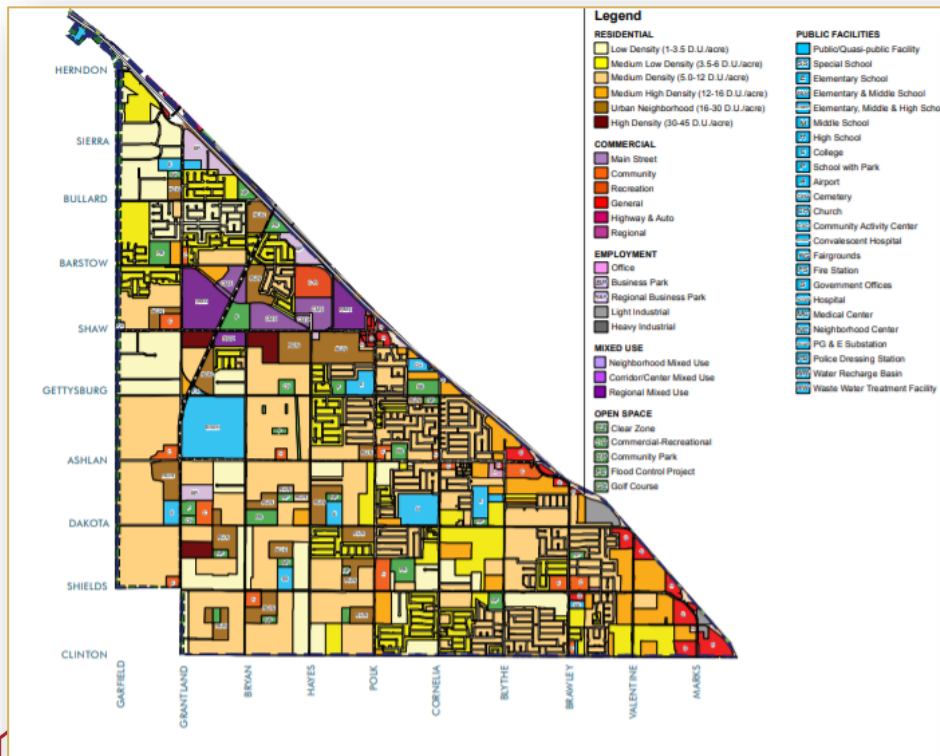 Legend
RESIDENTIAL
Low Density (1-3.5 D.U./acre)
Medium Low Density (3.5-6 D.U./acre)
Medium Density (5.0-12 D.U./acre)
Medium High Density (12-16 D.U./acre)
Urban Neighborhood (16-30 D.U./acre)
High Density (30-45 D.U./acre)
COMMERCIAL
Main Street
Community
Recreation
General
Highway & Auto
Regional
EMPLOYMENT
Office
Business Park
Regional Business Park
Light Industrial
Heavy Industrial
MIXED USE
Neighborhood Mixed Use
Corridor/Center Mixed Use
Regional Mixed Use
OPEN SPACE
Clear Zone
Commercial-Recreational
Community Park
Flood Control Project
Golf Course
PUBLIC FACILITIES
Public/Quasi-public Facility
Special School
Elementary School
Elementary & Middle School
Elementary, Middle & High Scho
Middle School
High School
College
School with Park
Airport
Cemetery
Church
Community Activity Center
Convalescent Hospital
Fairgrounds
Fire Station
Government Offices
Hospital
Medical Center
Neighborhood Center
PG & E Substation
Police Dressing Station
Water Recharge Basin
Waste Water Treatment Facility
HERNDON
SIERRA
BULLARD
BARSTOW
SHAW
GETTYSBURG
ASHLAN
DAKOTA
SHIELDS
CLINTON
GARFIELD
GRANTLAND
BRYAN
HAYES
POLK
CORNELIA
BLYTHE
BRAWLEY
VALENTINE
MARKS